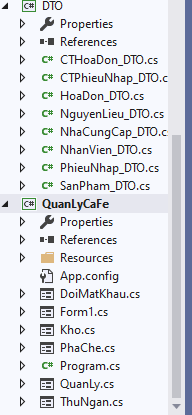 DTO
Properties
References
CTHoaDon_DTO.cs
CTPhieuNhap_DTO.cs
HoaDon_DTO.cs
NguyenLieu_DTO.cs
NhaCungCap_DTO.cs
NhanVien_DTO.cs
PhieuNhap_DTO.cs
SanPham_DTO.cs
QuanLyCaFe
Properties
References
Resources
App.config
DoiMatKhau.cs
Form1.cs
Kho.cs
PhaChe.cs
Program.cs
QuanLy.cs
ThuNgan.cs